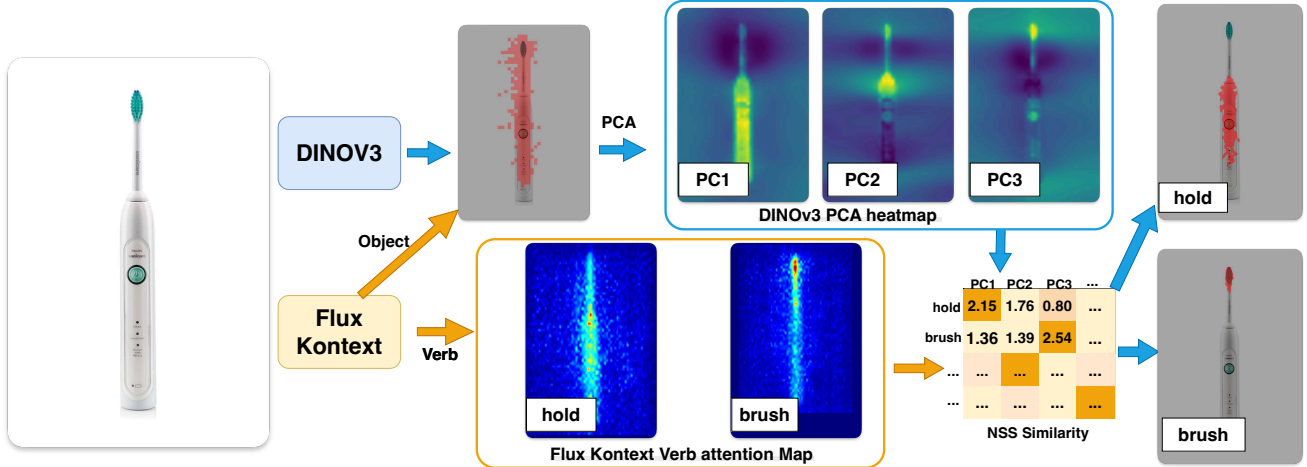 DINOV3
Object
Flux
Kontext
Verb
PCA
PC1
PC2
PC3
DINOv3 PCA heatmap
hold
brush
Flux Kontext Verb attention Map
PC1 PC2 PC3 ...
hold 2.15 1.76 0.80 ...
brush 1.36 1.39 2.54 ...
... ... ... ... ...
... ... ... ... ...
NSS Similarity
hold
brush